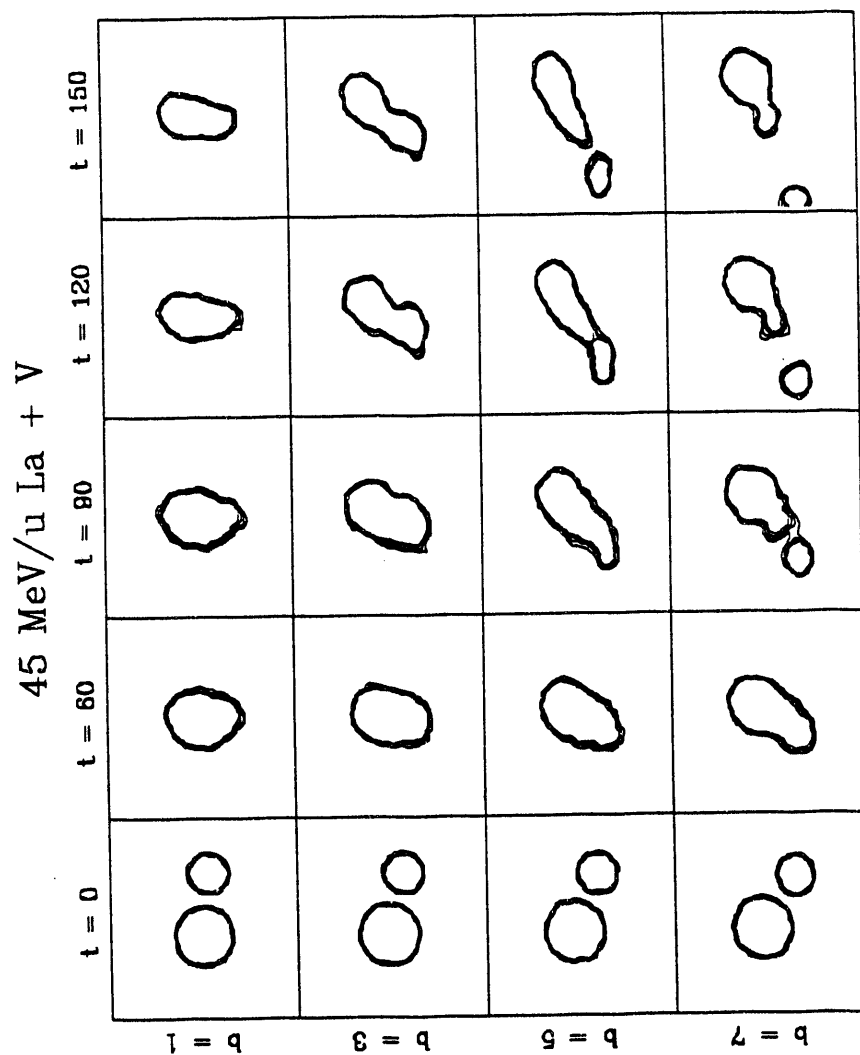 45 MeV/u La + V
t = 0
t = 60
t = 90
t = 120
t = 150
b = 1
b = 3
b = 5
b = 7